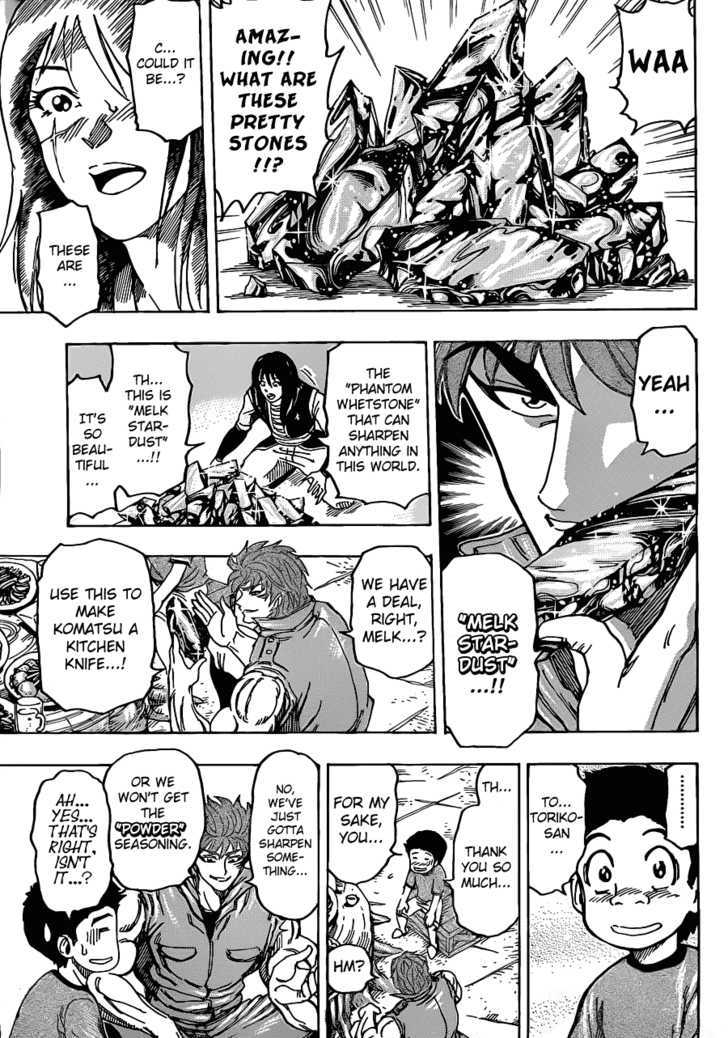 WAA
AMAZ-
ING!!
WHAT ARE
THESE
PRETTY
STONES
!!?
C...
COULD IT
BE...?
THESE
ARE
...
YEAH
...
"MELK
STAR-
DUST"
...!!
THE
"PHANTOM
WHETSTONE"
THAT CAN
SHARPEN
ANYTHING IN
THIS WORLD.
TH...
THIS IS
"MELK
STAR-
DUST"
...!!
IT'S
SO
BEAU-
TIFUL
...
WE HAVE
A DEAL,
RIGHT,
MELK...?
USE THIS TO
MAKE
KOMATSU A
KITCHEN
KNIFE...!
.........
TO...
TORIKO-
SAN...
TH...
THANK YOU
SO
MUCH...
FOR MY
SAKE,
YOU...
HM?
NO,
WE'VE
JUST
GOTTA
SHARPEN
SOME-
THING...
OR WE
WON'T GET
THE
"POWDER"
SEASONING.
AH...
YES...
THAT'S
RIGHT,
ISN'T
IT...?